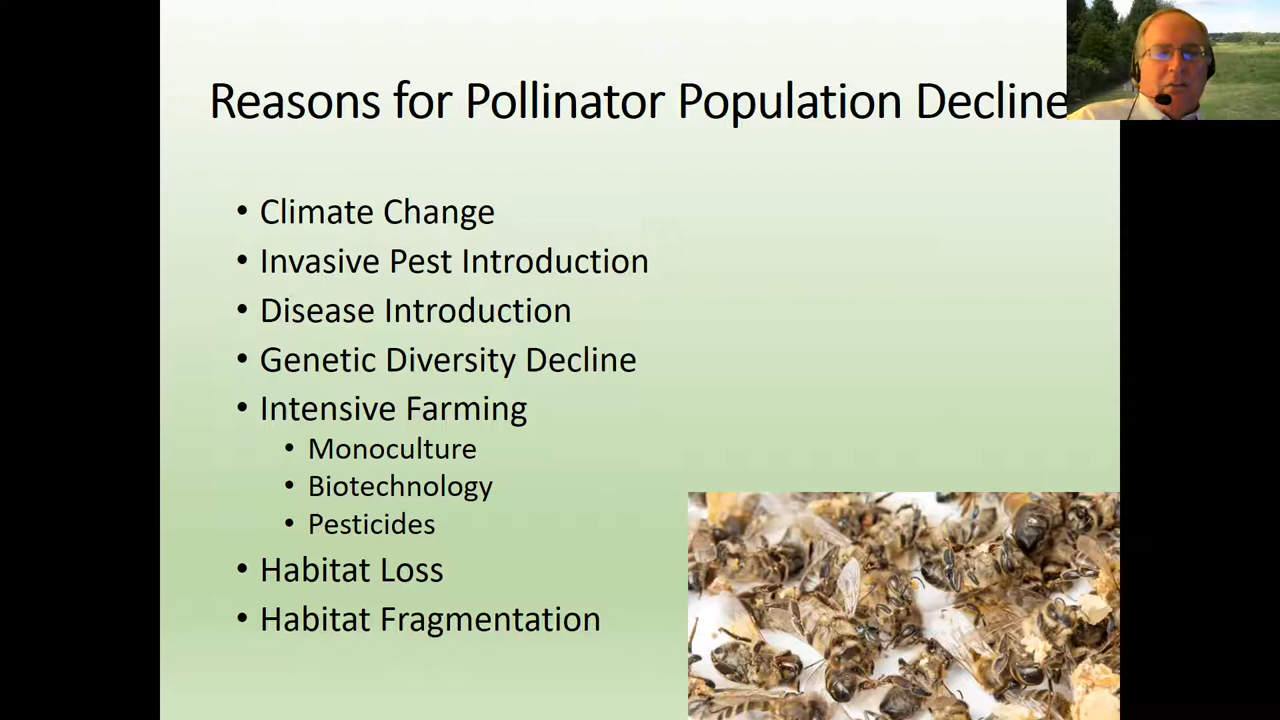 Reasons for Pollinator Population Decline
• Climate Change
• Invasive Pest Introduction
• Disease Introduction
• Genetic Diversity Decline
• Intensive Farming
• Monoculture
• Biotechnology
• Pesticides
• Habitat Loss
• Habitat Fragmentation